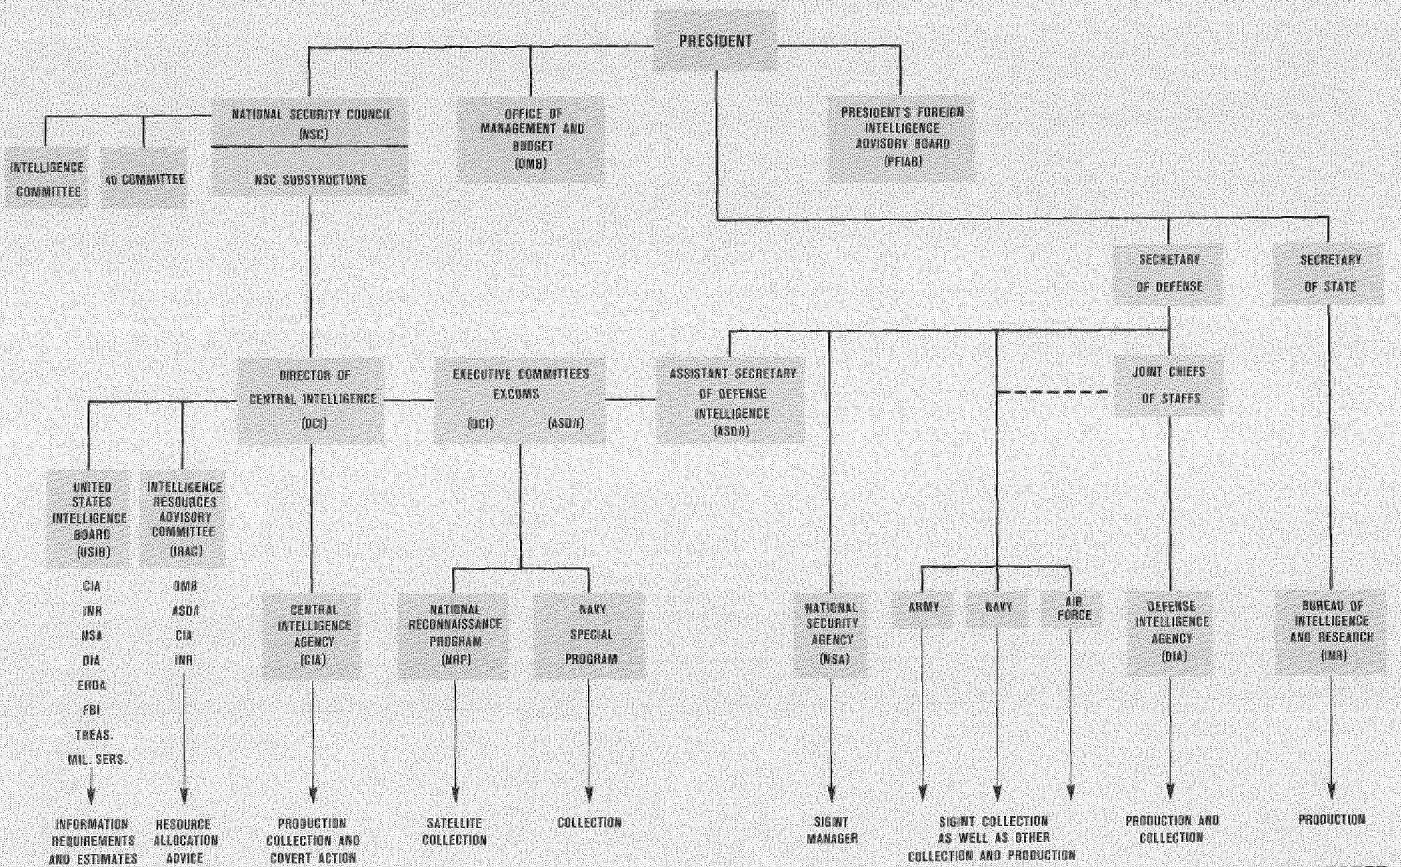 PRESIDENT
NATIONAL SECURITY COUNCIL
(NSC)
NSC SUBSTRUCTURE
INTELLIGENCE
COMMITTEE
40 COMMITTEE
OFFICE OF
MANAGEMENT AND
BUDGET
(OMB)
PRESIDENT'S FOREIGN
INTELLIGENCE
ADVISORY BOARD
(PFIAB)
SECRETARY
OF DEFENSE
SECRETARY
OF STATE
DIRECTOR OF
CENTRAL INTELLIGENCE
(DCI)
EXECUTIVE COMMITTEES
EXCOMS
(DCI) (ASD/I)
ASSISTANT SECRETARY
OF DEFENSE
INTELLIGENCE
(ASD/I)
JOINT CHIEFS
OF STAFFS
UNITED
STATES
INTELLIGENCE
BOARD
(USIB)
CIA
INR
NSA
DIA
ERDA
FBI
TREAS.
MIL. SERS.
INTELLIGENCE
RESOURCES
ADVISORY
COMMITTEE
(IRAC)
OMB
ASD/I
CIA
INR
CENTRAL
INTELLIGENCE
AGENCY
(CIA)
NATIONAL
RECONNAISSANCE
PROGRAM
(NRP)
NAVY
SPECIAL
PROGRAM
NATIONAL
SECURITY
AGENCY
(NSA)
ARMY
NAVY
AIR
FORCE
DEFENSE
INTELLIGENCE
AGENCY
(DIA)
BUREAU OF
INTELLIGENCE
AND RESEARCH
(INR)
INFORMATION
REQUIREMENTS
AND ESTIMATES
RESOURCE
ALLOCATION
ADVICE
PRODUCTION
COLLECTION AND
COVERT ACTION
SATELLITE
COLLECTION
COLLECTION
SIGINT
MANAGER
SIGINT COLLECTION
AS WELL AS OTHER
COLLECTION AND PRODUCTION
PRODUCTION AND
COLLECTION
PRODUCTION